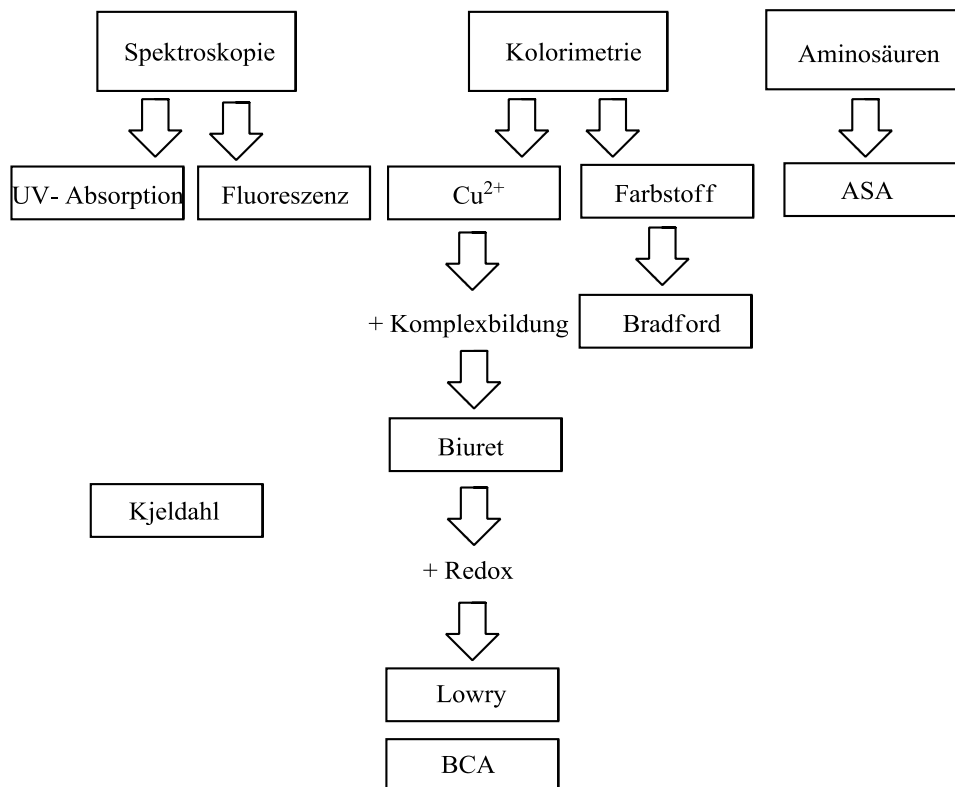 Spektroskopie
Kolorimetrie
Aminosäuren
UV- Absorption
Fluoreszenz
Cu²⁺
Farbstoff
ASA
+ Komplexbildung
Bradford
Biuret
Kjeldahl
+ Redox
Lowry
BCA